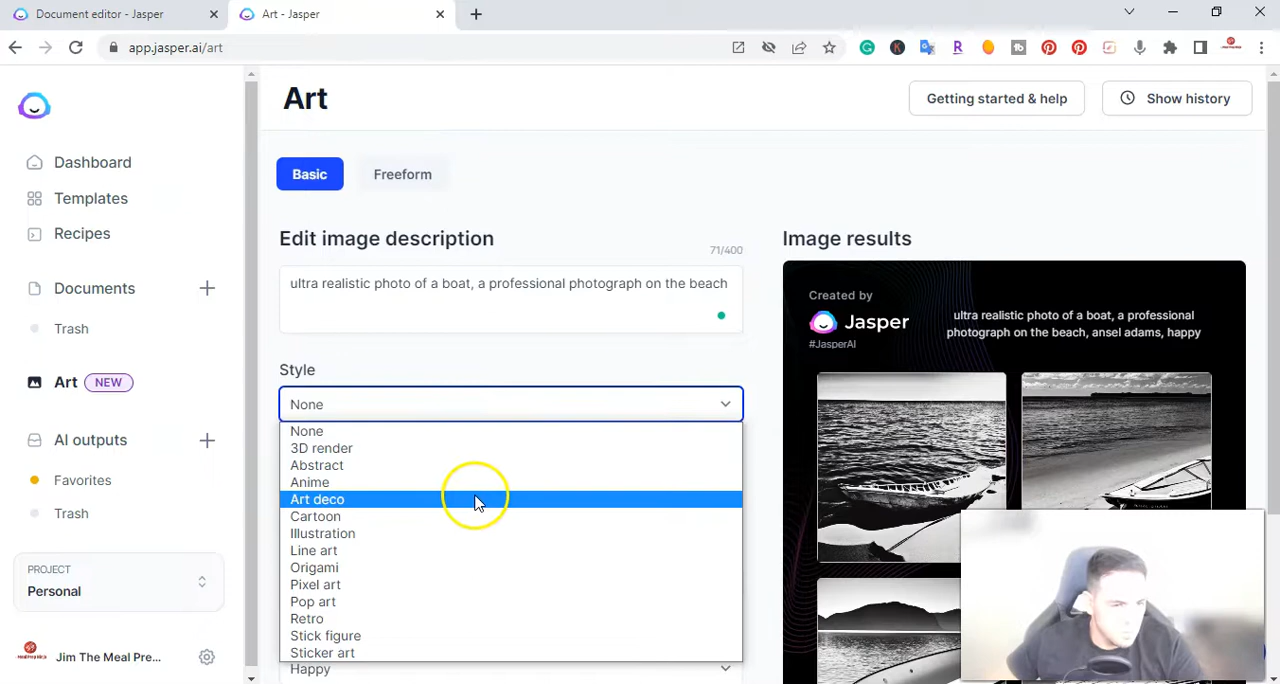 Document editor - Jasper
Art - Jasper
app.jasper.ai/art
Art
Getting started & help
Show history
Dashboard
Templates
Recipes
Documents
Trash
Art NEW
AI outputs
Favorites
Trash
PROJECT
Personal
Jim The Meal Pre...
Basic
Freeform
Edit image description
71/400
ultra realistic photo of a boat, a professional photograph on the beach
Style
None
None
3D render
Abstract
Anime
Art deco
Cartoon
Illustration
Line art
Origami
Pixel art
Pop art
Retro
Stick figure
Sticker art
Happy
Image results
Created by
Jasper
#JasperAI
ultra realistic photo of a boat, a professional
photograph on the beach, ansel adams, happy